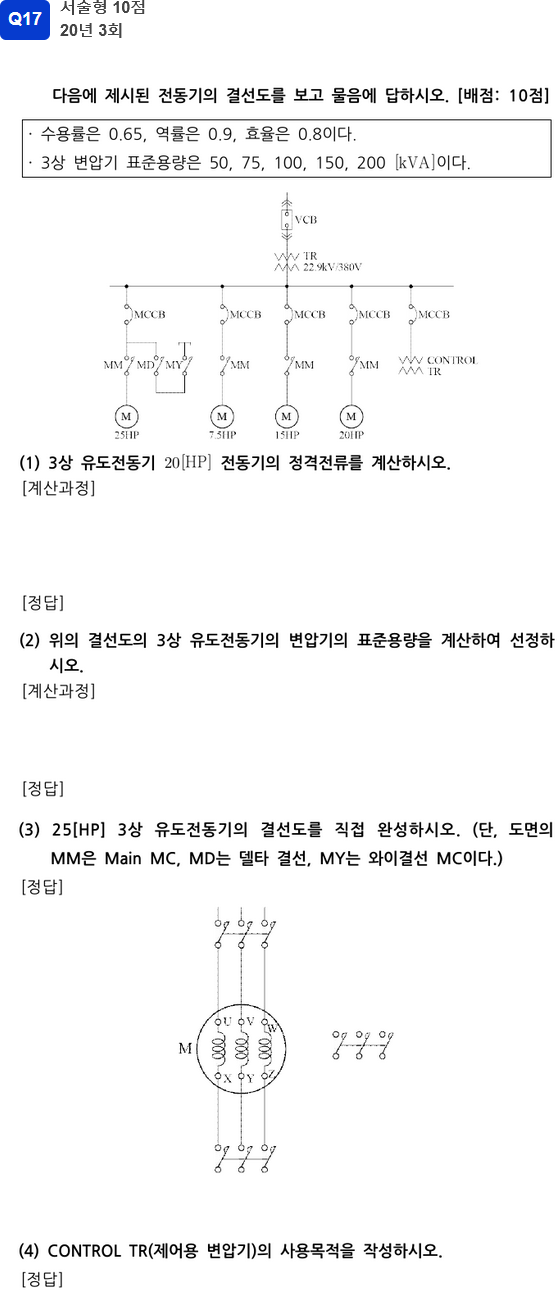 Q17
서술형 10점
20년 3회
다음에 제시된 전동기의 결선도를 보고 물음에 답하시오. [배점: 10점]
· 수용률은 0.65, 역률은 0.9, 효율은 0.8이다.
· 3상 변압기 표준용량은 50, 75, 100, 150, 200 [kVA]이다.
VCB
TR
22.9kV/380V
MCCB MCCB MCCB MCCB MCCB
MM MD MY MM MM MM CONTROL
TR
M M M M
25HP 7.5HP 15HP 20HP
(1) 3상 유도전동기 20[HP] 전동기의 정격전류를 계산하시오.
[계산과정]
[정답]
(2) 위의 결선도의 3상 유도전동기의 변압기의 표준용량을 계산하여 선정하
시오.
[계산과정]
[정답]
(3) 25[HP] 3상 유도전동기의 결선도를 직접 완성하시오. (단, 도면의
MM은 Main MC, MD는 델타 결선, MY는 와이결선 MC이다.)
[정답]
U V W
M
X Y Z
(4) CONTROL TR(제어용 변압기)의 사용목적을 작성하시오.
[정답]